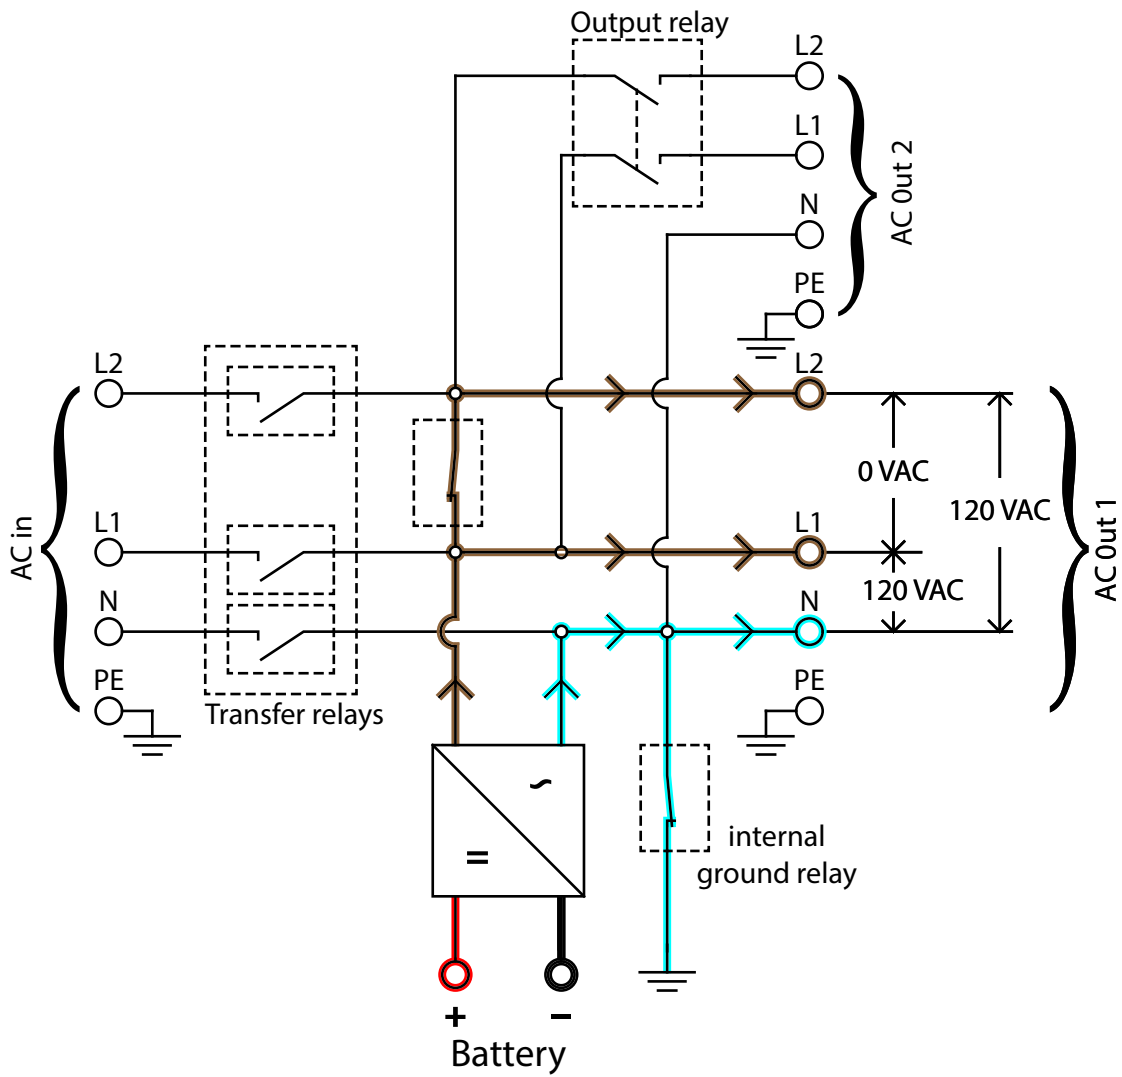 Output relay
L2
L1
N
PE
AC 0ut 2
L2
L1
N
PE
AC in
Transfer relays
L2
L1
N
PE
0 VAC
120 VAC
120 VAC
AC 0ut 1
∽
=
internal
ground relay
+
−
Battery